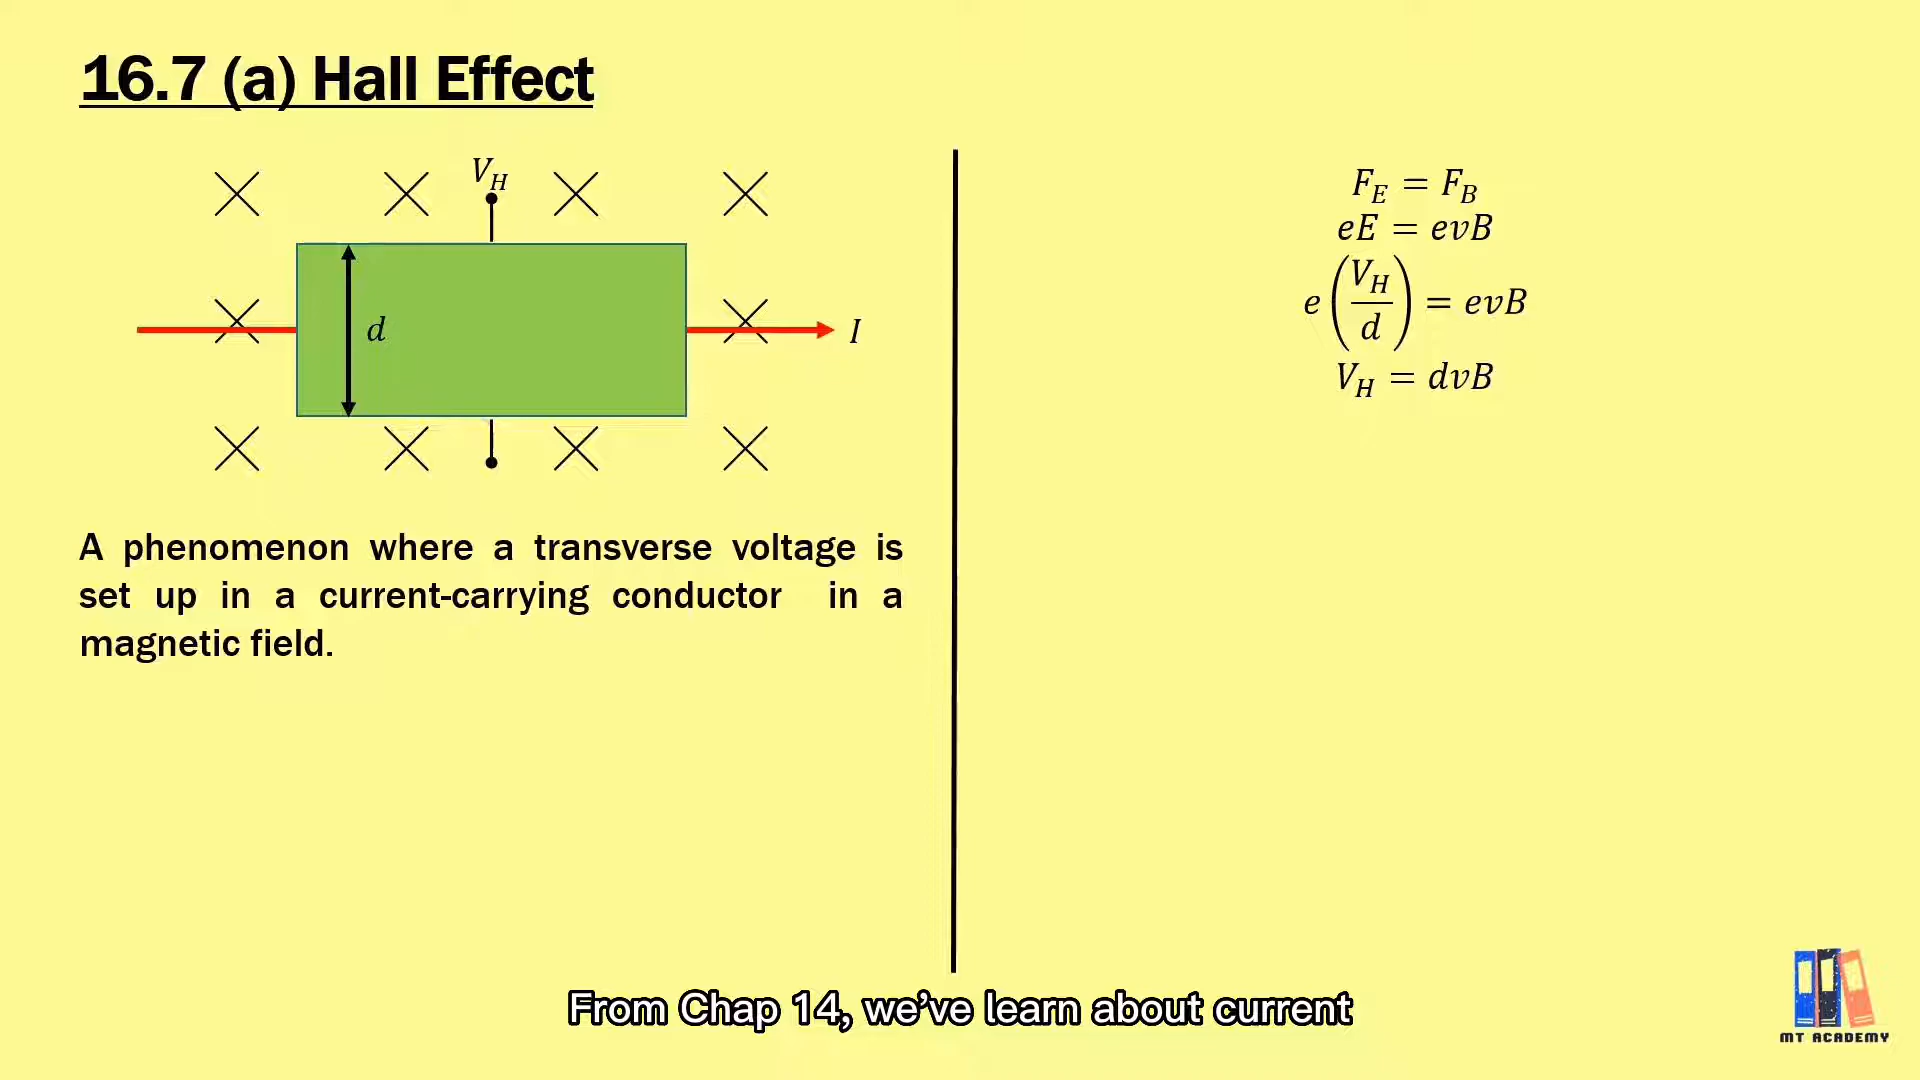 16.7 (a) Hall Effect
V_H
d
I
A phenomenon where a transverse voltage is
set up in a current-carrying conductor in a
magnetic field.
F_E = F_B
eE = evB
e(V_H/d) = evB
V_H = dvB
From Chap 14, we've learn about current
MT ACADEMY